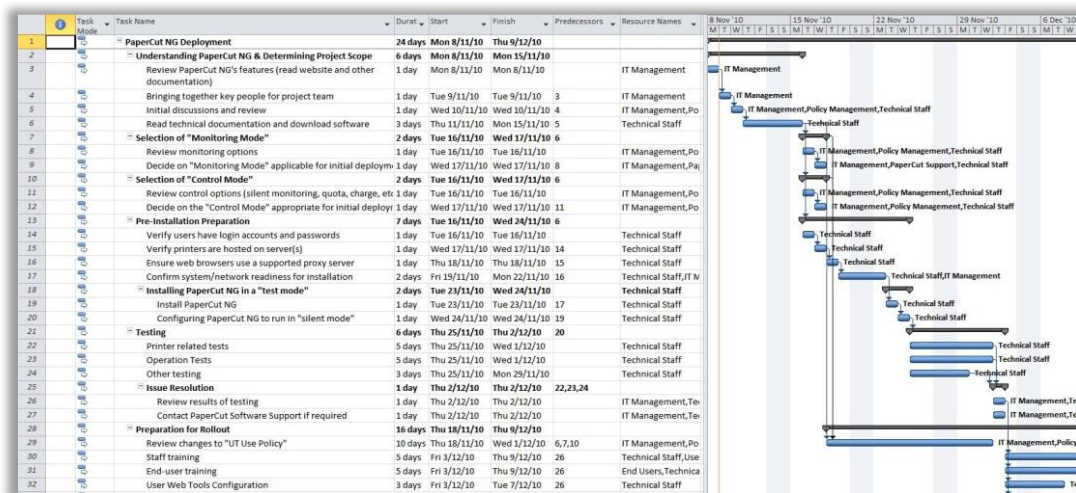 Task Mode Task Name Durat Start Finish Predecessors Resource Names 8 Nov '10 15 Nov '10 22 Nov '10 29 Nov '10 6 Dec '10
M T W T F S S M T W T F S S M T W T F S S M T W T F S S M T W
1 PaperCut NG Deployment 24 days Mon 8/11/10 Thu 9/12/10
2 Understanding PaperCut NG & Determining Project Scope 6 days Mon 8/11/10 Mon 15/11/10
3 Review PaperCut NG's features (read website and other documentation) 1 day Mon 8/11/10 Mon 8/11/10 IT Management IT Management
4 Bringing together key people for project team 1 day Tue 9/11/10 Tue 9/11/10 3 IT Management IT Management
5 Initial discussions and review 1 day Wed 10/11/10 Wed 10/11/10 4 IT Management,Po IT Management,Policy Management,Technical Staff
6 Read technical documentation and download software 3 days Thu 11/11/10 Mon 15/11/10 5 Technical Staff Technical Staff
7 Selection of "Monitoring Mode" 2 days Tue 16/11/10 Wed 17/11/10 6
8 Review monitoring options 1 day Tue 16/11/10 Tue 16/11/10 IT Management,Po IT Management,Policy Management,Technical Staff
9 Decide on "Monitoring Mode" applicable for initial deploym 1 day Wed 17/11/10 Wed 17/11/10 8 IT Management,Pa IT Management,PaperCut Support,Technical Staff
10 Selection of "Control Mode" 2 days Tue 16/11/10 Wed 17/11/10 6
11 Review control options (silent monitoring, quota, charge, etc 1 day Tue 16/11/10 Tue 16/11/10 IT Management,Po IT Management,Policy Management,Technical Staff
12 Decide on the "Control Mode" appropriate for initial deploy 1 day Wed 17/11/10 Wed 17/11/10 11 IT Management,Po IT Management,Policy Management,Technical Staff
13 Pre-Installation Preparation 7 days Tue 16/11/10 Wed 24/11/10 6
14 Verify users have login accounts and passwords 1 day Tue 16/11/10 Tue 16/11/10 Technical Staff Technical Staff
15 Verify printers are hosted on server(s) 1 day Wed 17/11/10 Wed 17/11/10 14 Technical Staff Technical Staff
16 Ensure web browsers use a supported proxy server 1 day Thu 18/11/10 Thu 18/11/10 15 Technical Staff Technical Staff
17 Confirm system/network readiness for installation 2 days Fri 19/11/10 Mon 22/11/10 16 Technical Staff,IT M Technical Staff,IT Management
18 Installing PaperCut NG in a "test mode" 2 days Tue 23/11/10 Wed 24/11/10
19 Install PaperCut NG 1 day Tue 23/11/10 Tue 23/11/10 17 Technical Staff Technical Staff
20 Configuring PaperCut NG to run in "silent mode" 1 day Wed 24/11/10 Wed 24/11/10 19 Technical Staff Technical Staff
21 Testing 6 days Thu 25/11/10 Thu 2/12/10 20
22 Printer related tests 5 days Thu 25/11/10 Wed 1/12/10 Technical Staff Technical Staff
23 Operation Tests 5 days Thu 25/11/10 Wed 1/12/10 Technical Staff Technical Staff
24 Other testing 3 days Thu 25/11/10 Mon 29/11/10 Technical Staff Technical Staff
25 Issue Resolution 1 day Thu 2/12/10 Thu 2/12/10 22,23,24
26 Review results of testing 1 day Thu 2/12/10 Thu 2/12/10 IT Management,Te IT Management,Te
27 Contact PaperCut Software Support if required 1 day Thu 2/12/10 Thu 2/12/10 IT Management,Te IT Management,Te
28 Preparation for Rollout 16 days Thu 18/11/10 Thu 9/12/10
29 Review changes to "UT Use Policy" 10 days Thu 18/11/10 Wed 1/12/10 6,7,10 IT Management,Po IT Management,Policy
30 Staff training 5 days Fri 3/12/10 Thu 9/12/10 26 Technical Staff,Use
31 End-user training 5 days Fri 3/12/10 Thu 9/12/10 26 End Users,Technica
32 User Web Tools Configuration 3 days Fri 3/12/10 Tue 7/12/10 26 Technical Staff